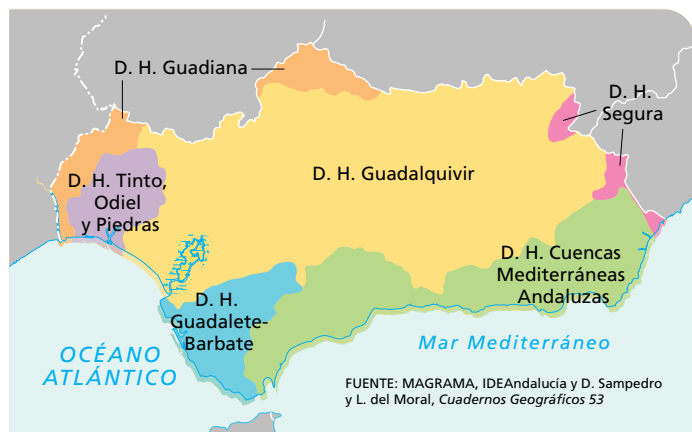 D. H. Guadiana
D. H.
Segura
D. H. Tinto,
Odiel
y Piedras
D. H. Guadalquivir
D. H. Cuencas
Mediterráneas
Andaluzas
D. H.
Guadalete-
Barbate
OCÉANO
ATLÁNTICO
Mar Mediterráneo
FUENTE: MAGRAMA, IDEAndalucía y D. Sampedro
y L. del Moral, Cuadernos Geográficos 53